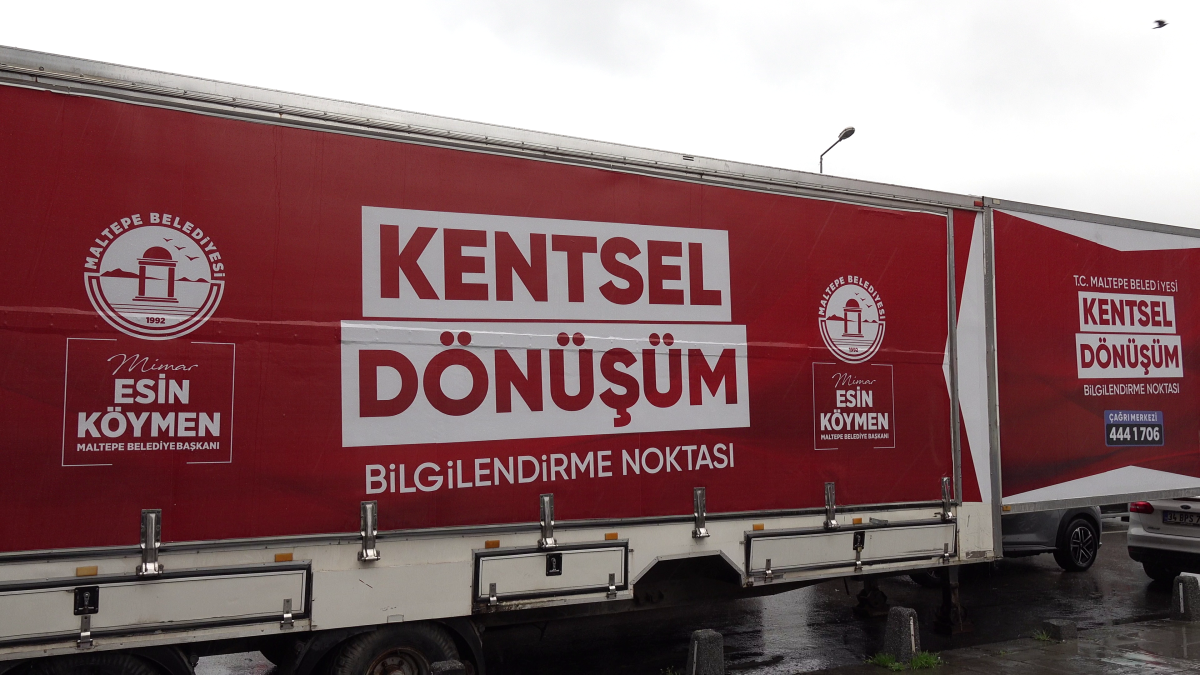 MALTEPE BELEDİYESİ
1992
Mimar
ESİN
KÖYMEN
MALTEPE BELEDİYE BAŞKANI
KENTSEL
DÖNÜŞÜM
BİLGİLENDİRME NOKTASI
MALTEPE BELEDİYESİ
1992
Mimar
ESİN
KÖYMEN
MALTEPE BELEDİYE BAŞKANI
T.C. MALTEPE BELEDİYESİ
KENTSEL
DÖNÜŞÜM
BİLGİLENDİRME NOKTASI
ÇAĞRI MERKEZİ
444 1 706